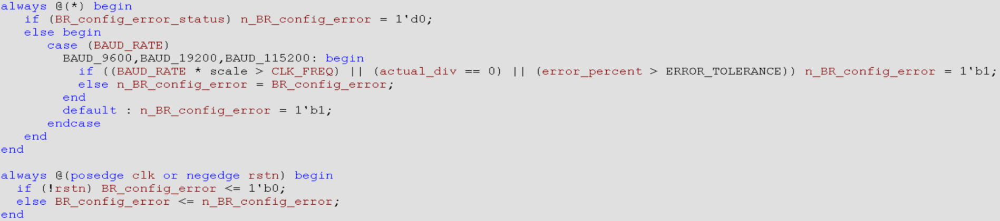 always @(*) begin
    if (BR_config_error_status) n_BR_config_error = 1'd0;
    else begin
        case (BAUD_RATE)
          BAUD_9600,BAUD_19200,BAUD_115200: begin
            if ((BAUD_RATE * scale > CLK_FREQ) || (actual_div == 0) || (error_percent > ERROR_TOLERANCE)) n_BR_config_error = 1'b1;
            else n_BR_config_error = BR_config_error;
          end
          default : n_BR_config_error = 1'b1;
        endcase
    end
end

always @(posedge clk or negedge rstn) begin
  if (!rstn) BR_config_error <= 1'b0;
  else BR_config_error <= n_BR_config_error;
end